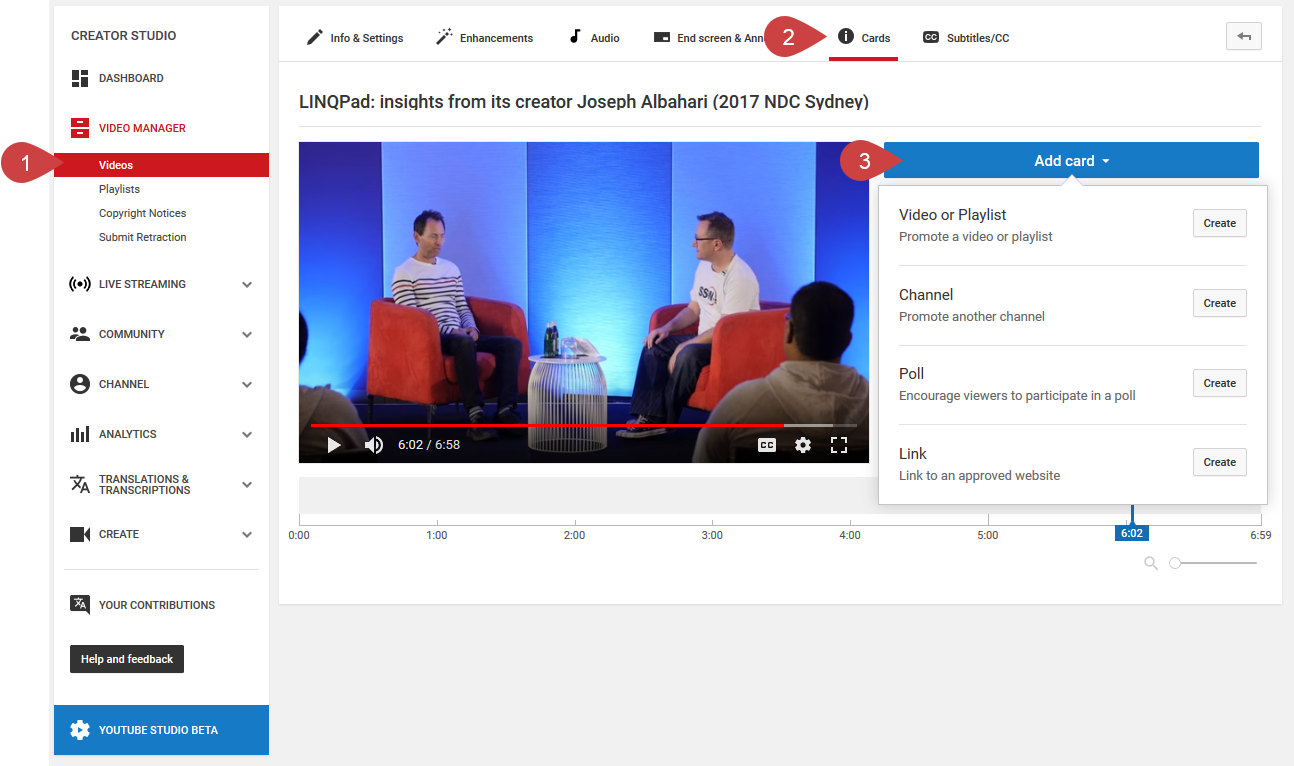 CREATOR STUDIO
DASHBOARD
VIDEO MANAGER
1
Videos
Playlists
Copyright Notices
Submit Retraction
LIVE STREAMING
COMMUNITY
CHANNEL
ANALYTICS
TRANSLATIONS &
TRANSCRIPTIONS
CREATE
YOUR CONTRIBUTIONS
Help and feedback
YOUTUBE STUDIO BETA
Info & Settings
Enhancements
Audio
End screen & Ann
2
Cards
CC
Subtitles/CC
LINQPad: insights from its creator Joseph Albahari (2017 NDC Sydney)
SSW
6:02 / 6:58
CC
3
Add card
Video or Playlist
Promote a video or playlist
Create
Channel
Promote another channel
Create
Poll
Encourage viewers to participate in a poll
Create
Link
Link to an approved website
Create
0:00
1:00
2:00
3:00
4:00
5:00
6:02
6:59